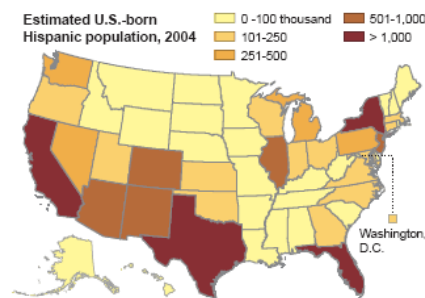 Estimated U.S.-born
Hispanic population, 2004
0 -100 thousand
101-250
251-500
501-1,000
> 1,000
Washington,
D.C.